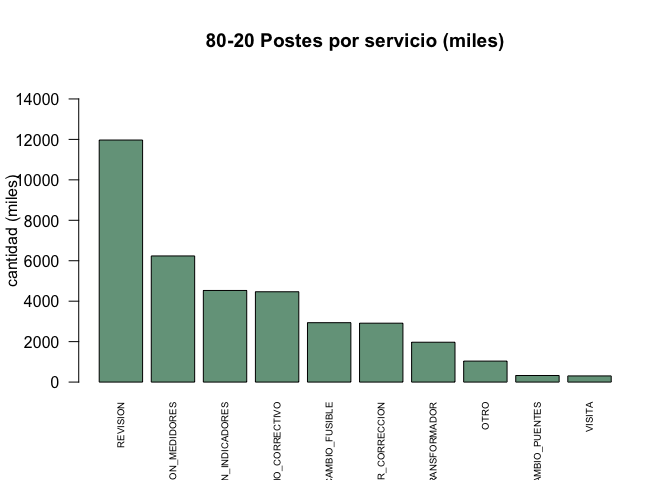 80-20 Postes por servicio (miles)
cantidad (miles)
14000
12000
10000
8000
6000
4000
2000
0
REVISION
ON_MEDIDORES
N_INDICADORES
IO_CORRECTIVO
CAMBIO_FUSIBLE
R_CORRECCION
RANSFORMADOR
OTRO
AMBIO_PUENTES
VISITA